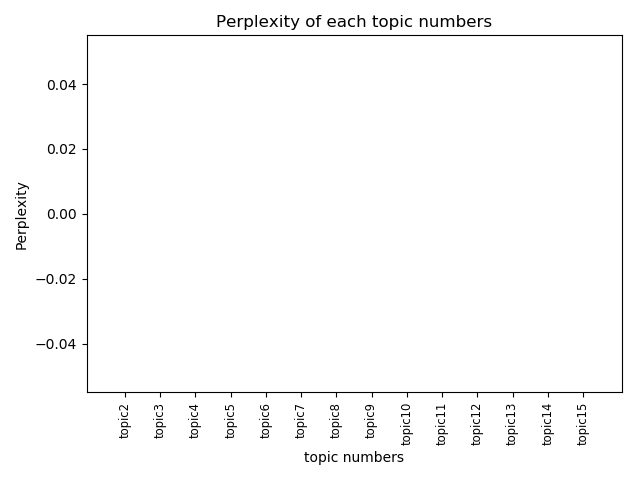 Perplexity of each topic numbers
0.04
0.02
0.00
−0.02
−0.04
Perplexity
topic2
topic3
topic4
topic5
topic6
topic7
topic8
topic9
topic10
topic11
topic12
topic13
topic14
topic15
topic numbers